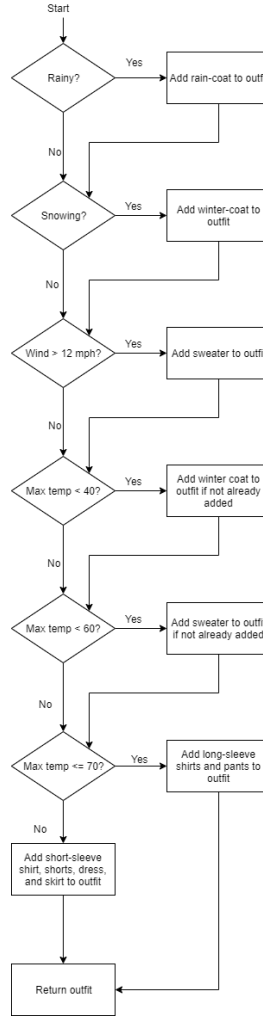 Start
Rainy?
Yes
Add rain-coat to outfit
No
Snowing?
Yes
Add winter-coat to
outfit
No
Wind > 12 mph?
Yes
Add sweater to outfit
No
Max temp < 40?
Yes
Add winter coat to
outfit if not already
added
No
Max temp < 60?
Yes
Add sweater to outfit
if not already added
No
Max temp <= 70?
Yes
Add long-sleeve
shirts and pants to
outfit
No
Add short-sleeve
shirt, shorts, dress,
and skirt to outfit
Return outfit